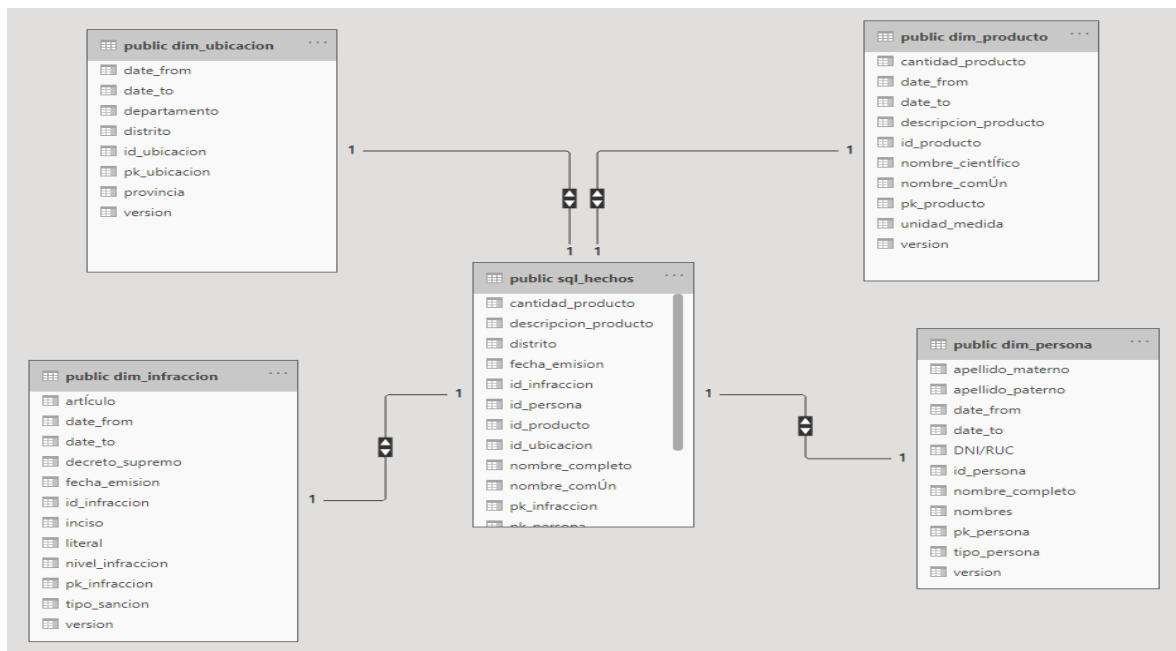 public dim_ubicacion
date_from
date_to
departamento
distrito
id_ubicacion
pk_ubicacion
provincia
version
public dim_producto
cantidad_producto
date_from
date_to
descripcion_producto
id_producto
nombre_cientÍfico
nombre_comÚn
pk_producto
unidad_medida
version
1
1
1
1
public sql_hechos
cantidad_producto
descripcion_producto
distrito
fecha_emision
id_infraccion
id_persona
id_producto
id_ubicacion
nombre_completo
nombre_comÚn
pk_infraccion
pk_persona
public dim_infraccion
artÍculo
date_from
date_to
decreto_supremo
fecha_emision
id_infraccion
inciso
literal
nivel_infraccion
pk_infraccion
tipo_sancion
version
1
1
1
1
public dim_persona
apellido_materno
apellido_paterno
date_from
date_to
DNI/RUC
id_persona
nombre_completo
nombres
pk_persona
tipo_persona
version